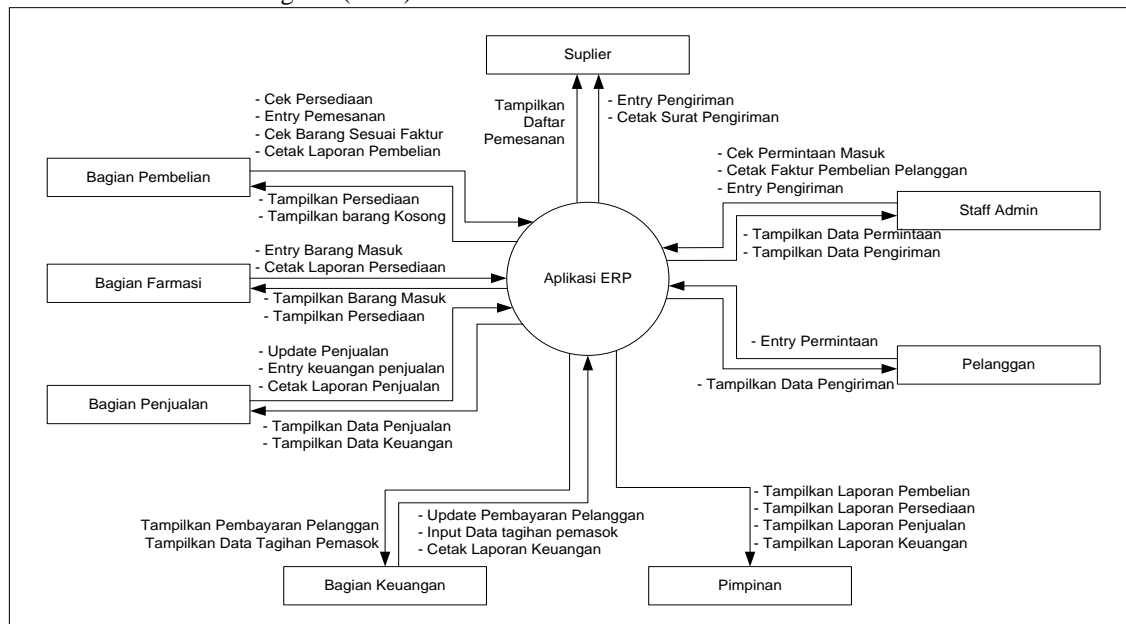 Suplier
Tampilkan
Daftar
Pemesanan
- Entry Pengiriman
- Cetak Surat Pengiriman
- Cek Persediaan
- Entry Pemesanan
- Cek Barang Sesuai Faktur
- Cetak Laporan Pembelian
Bagian Pembelian
- Tampilkan Persediaan
- Tampilkan barang Kosong
- Cek Permintaan Masuk
- Cetak Faktur Pembelian Pelanggan
- Entry Pengiriman
Staff Admin
- Tampilkan Data Permintaan
- Tampilkan Data Pengiriman
- Entry Barang Masuk
- Cetak Laporan Persediaan
Bagian Farmasi
- Tampilkan Barang Masuk
- Tampilkan Persediaan
Aplikasi ERP
- Entry Permintaan
Pelanggan
- Tampilkan Data Pengiriman
- Update Penjualan
- Entry keuangan penjualan
- Cetak Laporan Penjualan
Bagian Penjualan
- Tampilkan Data Penjualan
- Tampilkan Data Keuangan
Tampilkan Pembayaran Pelanggan
Tampilkan Data Tagihan Pemasok
- Update Pembayaran Pelanggan
- Input Data tagihan pemasok
- Cetak Laporan Keuangan
Bagian Keuangan
- Tampilkan Laporan Pembelian
- Tampilkan Laporan Persediaan
- Tampilkan Laporan Penjualan
- Tampilkan Laporan Keuangan
Pimpinan